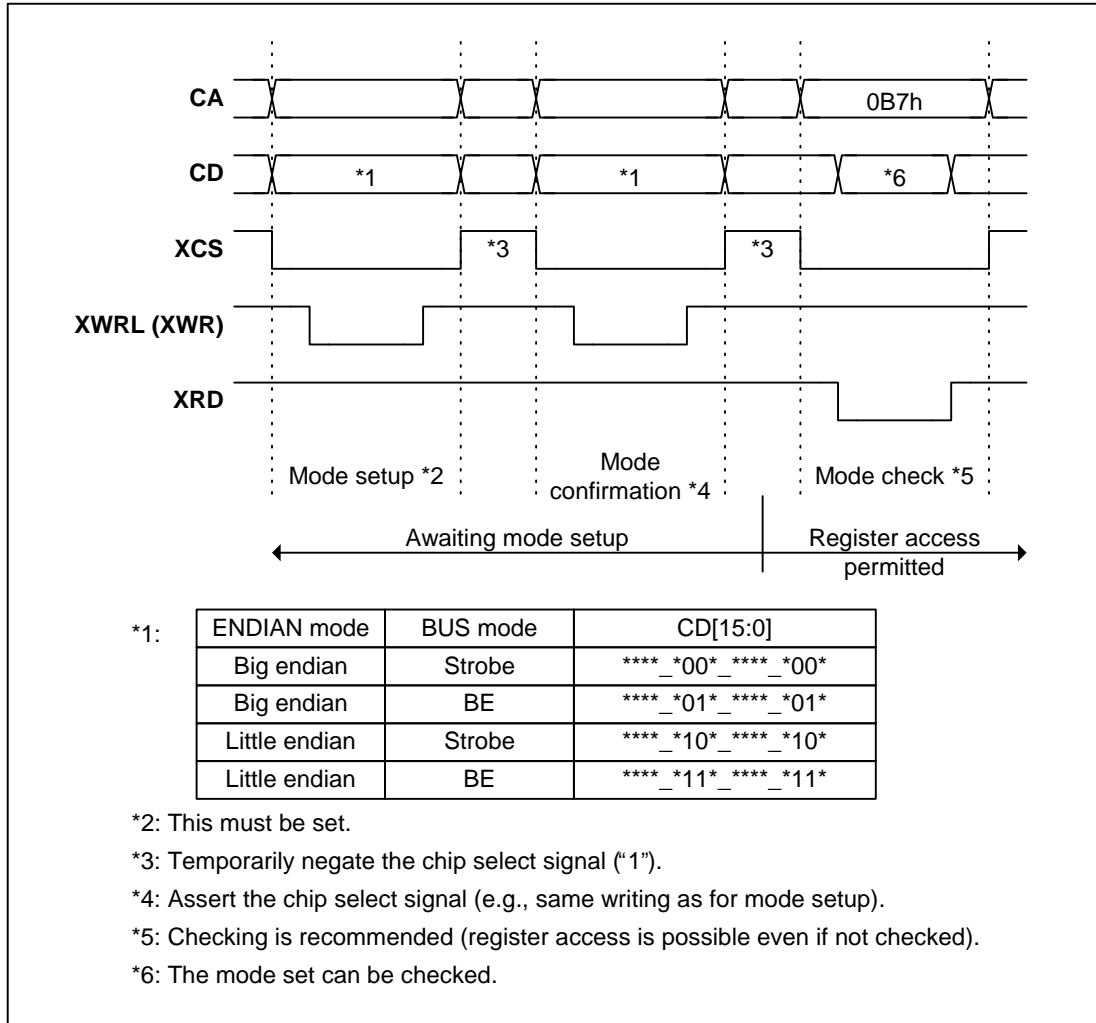 CA
0B7h
CD
*1
*1
*6
XCS
*3
*3
XWRL (XWR)
XRD
Mode setup *2
Mode
confirmation *4
Mode check *5
Awaiting mode setup
Register access
permitted
*1:
ENDIAN mode BUS mode CD[15:0]
Big endian Strobe ****_*00*_****_*00*
Big endian BE ****_*01*_****_*01*
Little endian Strobe ****_*10*_****_*10*
Little endian BE ****_*11*_****_*11*
*2: This must be set.
*3: Temporarily negate the chip select signal (“1”).
*4: Assert the chip select signal (e.g., same writing as for mode setup).
*5: Checking is recommended (register access is possible even if not checked).
*6: The mode set can be checked.